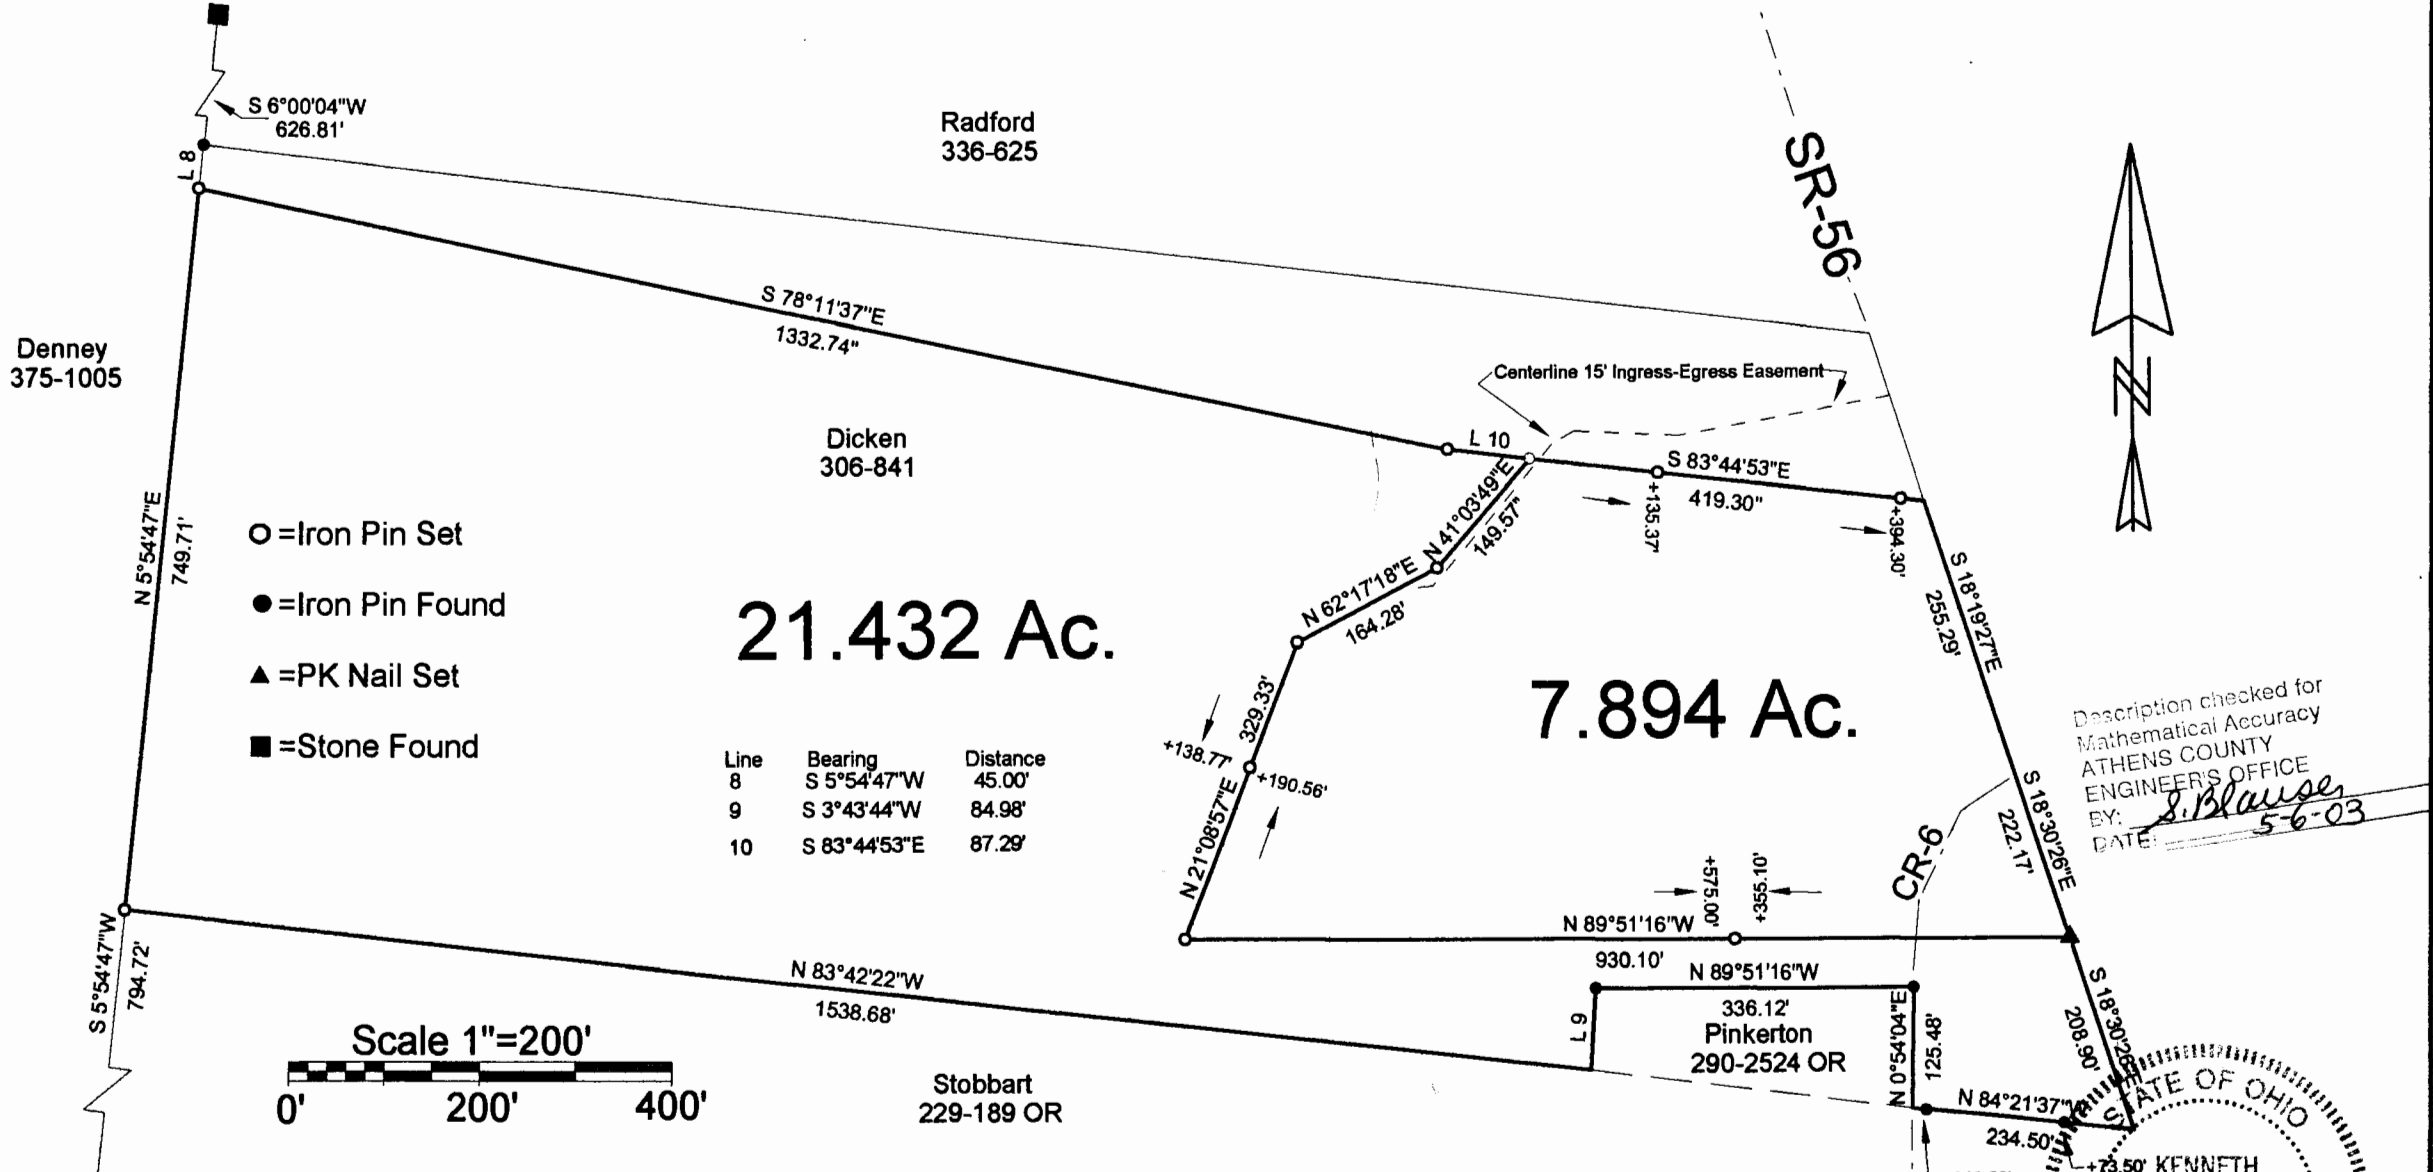 S 6°00'04"W
626.81'
L 8
Radford
336-625
SR-56
S 78°11'37"E
1332.74"
Denney
375-1005
Centerline 15' Ingress-Egress Easement
N
Dicken
306-841
L 10
S 83°44'53"E
419.30"
+135.37'
+394.30'
N 41°03'49"E
149.57"
N 5°54'47"E
749.71'
=Iron Pin Set
=Iron Pin Found
=PK Nail Set
=Stone Found
21.432 Ac.
N 62°17'18"E
164.28'
S 18°19'27"E
255.29'
7.894 Ac.
329.33'
+138.77'
+190.56'
N 21°08'57"E
Line Bearing Distance
8 S 5°54'47"W 45.00'
9 S 3°43'44"W 84.98'
10 S 83°44'53"E 87.29'
Description checked for
Mathematical Accuracy
ATHENS COUNTY
ENGINEER'S OFFICE
BY: S. Blauser
DATE: 5-6-03
S 18°30'26"E
222.17'
CR-6
+575.00'
+355.10'
N 89°51'16"W
930.10'
N 89°51'16"W
336.12'
Pinkerton
290-2524 OR
L 9
N 0°54'04"E
125.48'
S 18°30'26"E
208.90'
S 5°54'47"W
794.72'
N 83°42'22"W
1538.68'
Scale 1"=200'
0' 200' 400'
Stobbart
229-189 OR
N 84°21'37"W
234.50'
STATE OF OHIO
+73.50'
KENNETH